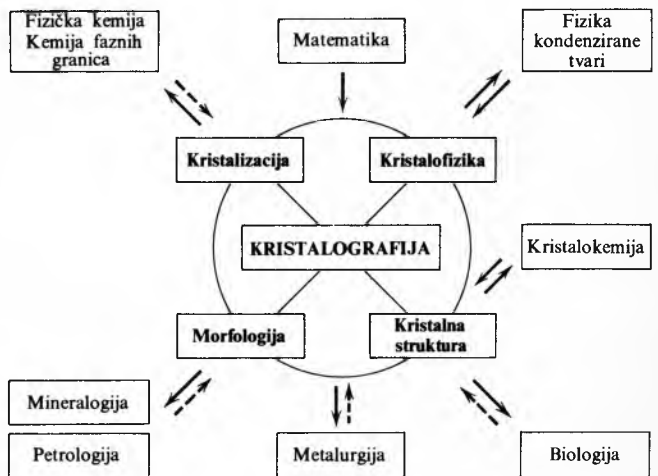 Fizička kemija
Kemija faznih
granica
Matematika
Fizika
kondenzirane
tvari
Kristalizacija
Kristalofizika
KRISTALOGRAFIJA
Kristalokemija
Morfologija
Kristalna
struktura
Mineralogija
Petrologija
Metalurgija
Biologija